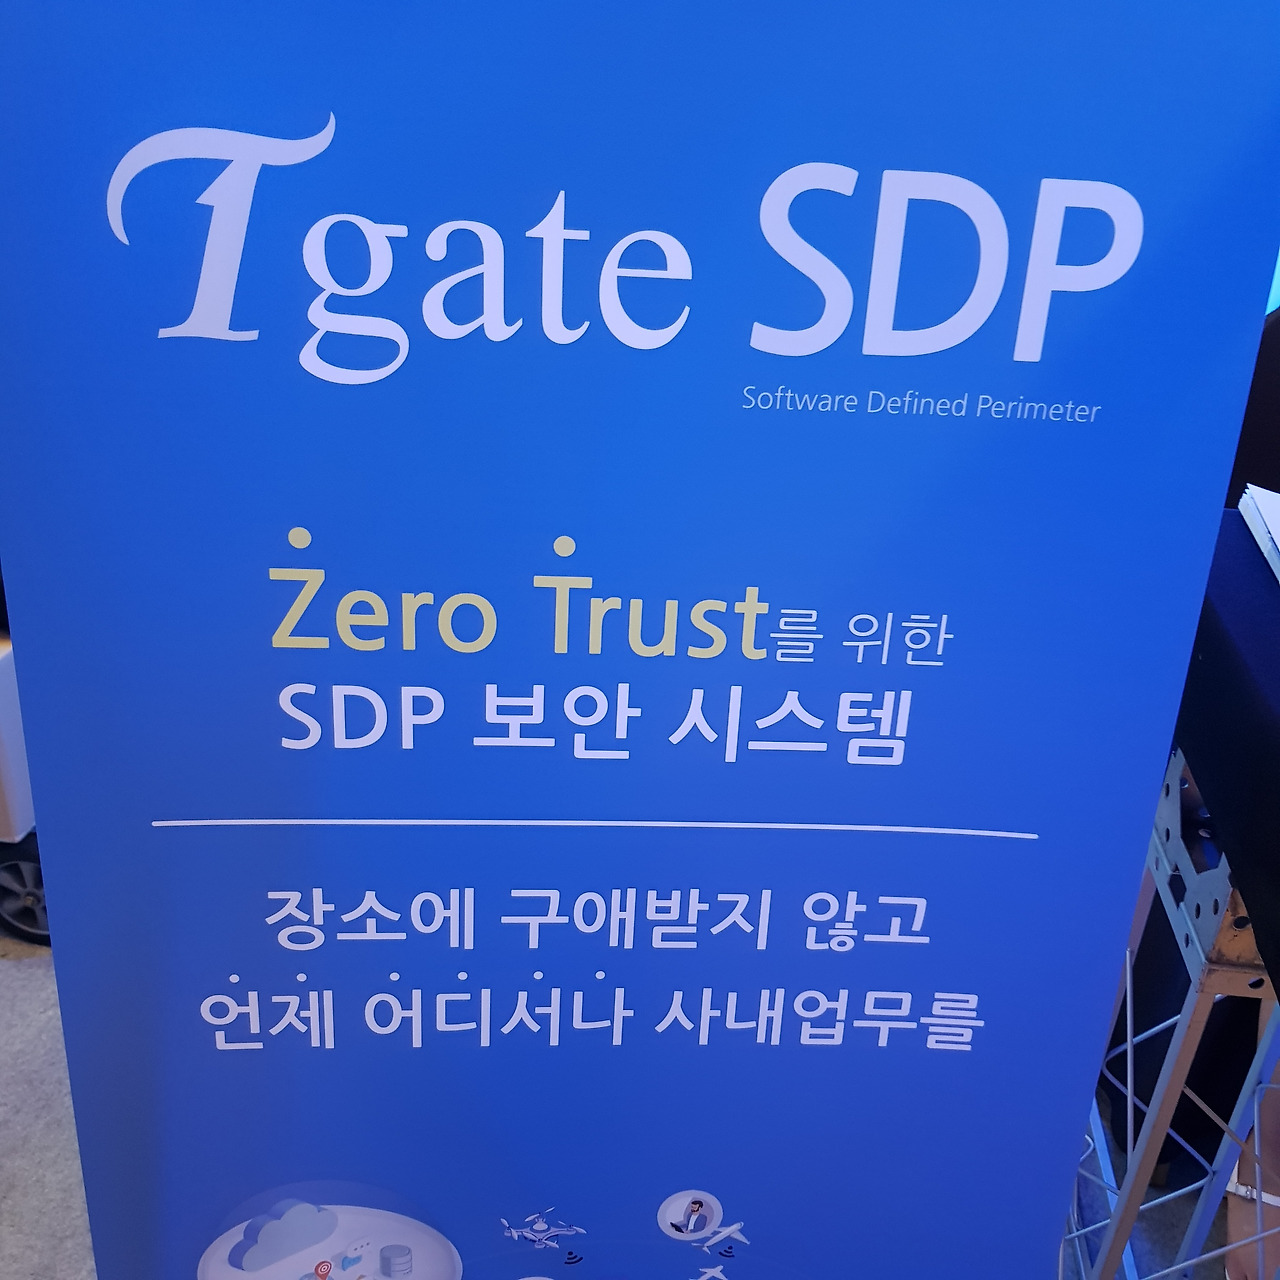 Tgate SDP
Software Defined Perimeter
Zero Trust를 위한
SDP 보안 시스템
장소에 구애받지 않고
언제 어디서나 사내업무를